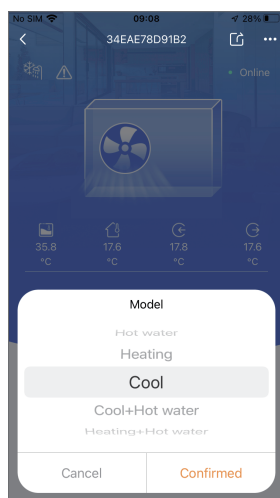 No SIM 09:08 28%
34EAE78D91B2
Online
35.8 17.6 17.8 17.6
°C °C °C °C
Model
Hot water
Heating
Cool
Cool+Hot water
Heating+Hot water
Cancel Confirmed